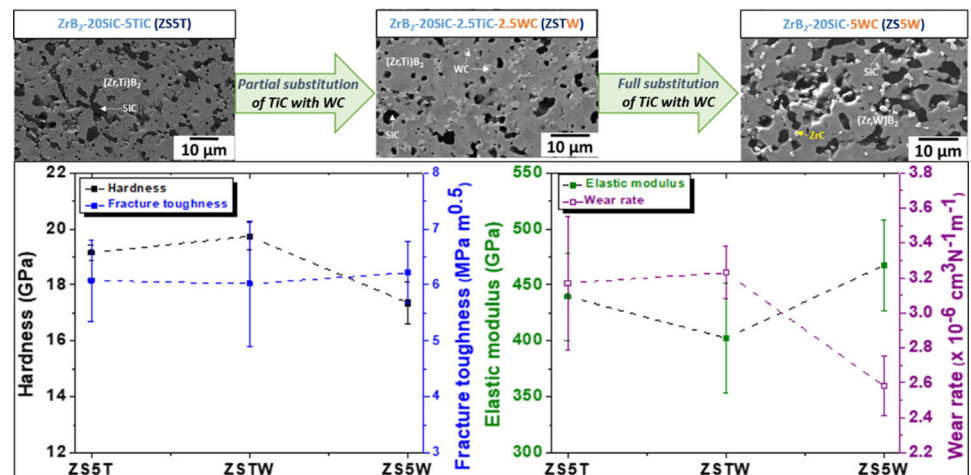 ZrB₂-20SiC-5TiC (ZS5T)
ZrB₂-20SiC-2.5TiC-2.5WC (ZSTW)
ZrB₂-20SiC-5WC (ZS5W)
(Zr,Ti)B₂
SiC
10 µm
Partial substitution
of TiC with WC
(Zr,Ti)B₂
WC
SiC
10 µm
Full substitution
of TiC with WC
SiC
(Zr,W)B₂
ZrC
10 µm
Hardness (GPa)
22
20
18
16
14
12
Hardness
Fracture toughness
8
7
6
5
4
3
Fracture toughness (MPa m^0.5)
ZS5T
ZSTW
ZS5W
Elastic modulus (GPa)
550
500
450
400
350
300
Elastic modulus
Wear rate
3.8
3.6
3.4
3.2
3.0
2.8
2.6
2.4
2.2
Wear rate (x 10⁻⁶ cm³N⁻¹m⁻¹)
ZS5T
ZSTW
ZS5W